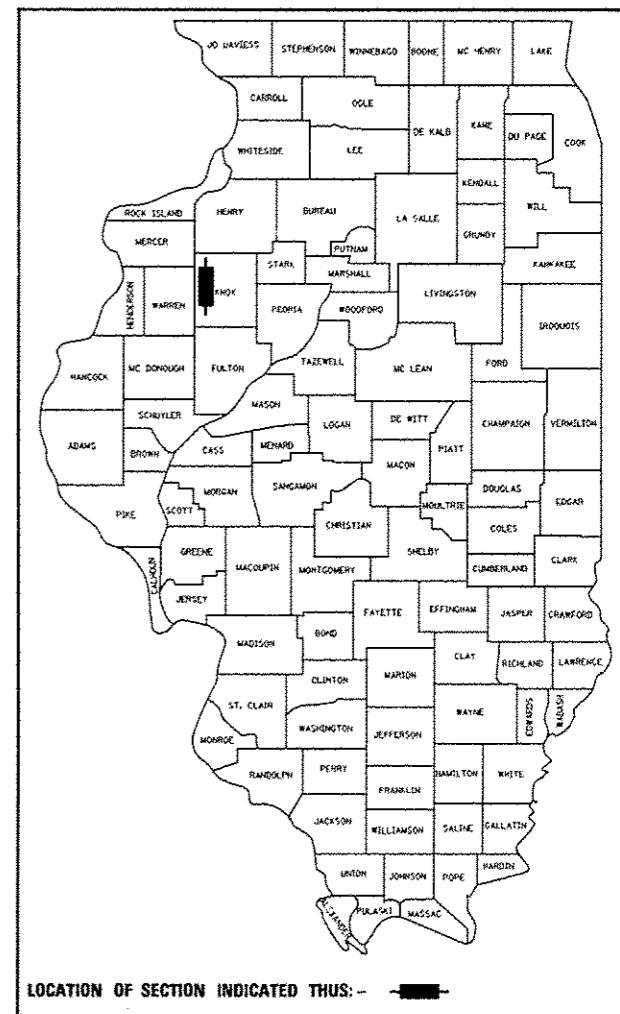 JO DAVIESS STEPHENSON WINNEBAGO BOONE MC HENRY LAKE
CARROLL OGLE DE KALB KANE DU PAGE COOK
WHITESIDE LEE
KENDALL
ROCK ISLAND HENRY BUREAU LA SALLE WILL
GRUNDY
MERCER PUTNAM
STARK MARSHALL KANKAKEE
HENDERSON WARREN KNOX PEORIA WOODFORD LIVINGSTON IROQUOIS
TAZEWELL FORD
HANCOCK MC DONOUGH FULTON MC LEAN
MASON
SCHUYLER LOGAN DE WITT CHAMPAIGN VERMILION
ADAMS BROWN CASS MENARD PIATT
MACON
MORGAN SANGAMON DOUGLAS
PIKE SCOTT MOULTRIE EDGAR
CHRISTIAN COLES
GREENE SHELBY
CALHOUN MACOUPIN MONTGOMERY CUMBERLAND CLARK
JERSEY
FAYETTE EFFINGHAM JASPER CRAWFORD
BOND
MADISON CLAY RICHLAND LAWRENCE
CLINTON MARION
ST. CLAIR WAYNE EDWARDS WABASH
WASHINGTON JEFFERSON
MONROE
RANDOLPH PERRY HAMILTON WHITE
FRANKLIN
JACKSON WILLIAMSON SALINE GALLATIN
HARDIN
UNION JOHNSON POPE
ALEXANDER PULASKI MASSAC
LOCATION OF SECTION INDICATED THUS: -